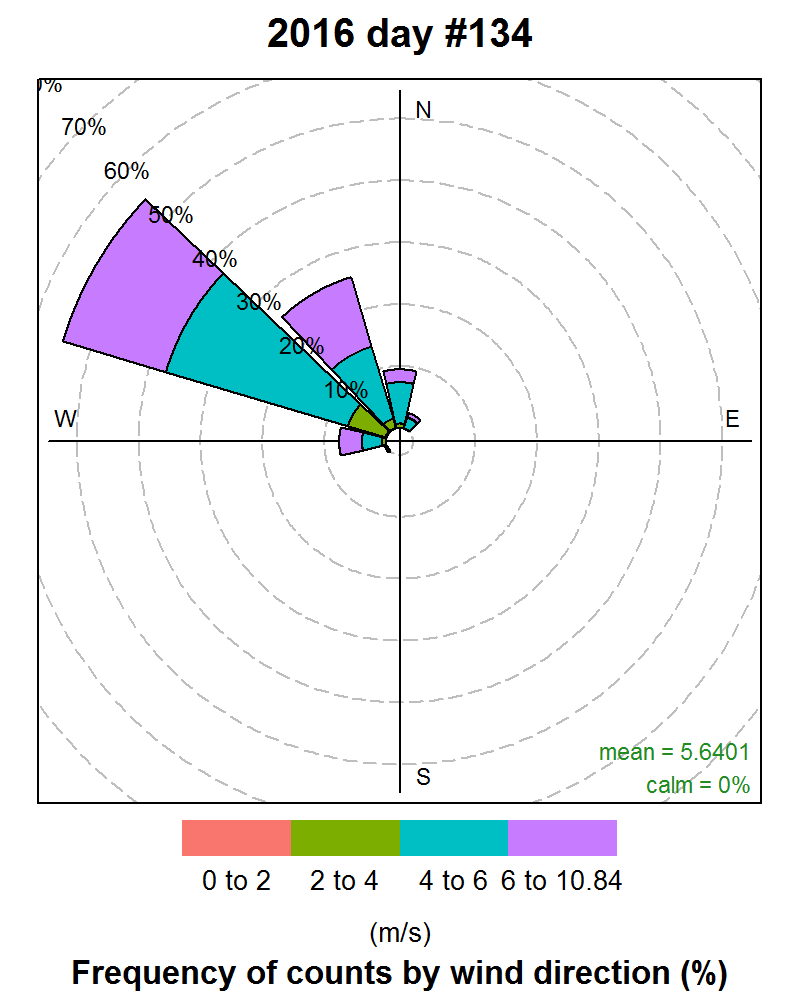 2016 day #134
70%
60%
50%
40%
30%
20%
10%
N
W
E
S
mean = 5.6401
calm = 0%
0 to 2
2 to 4
4 to 6
6 to 10.84
(m/s)
Frequency of counts by wind direction (%)